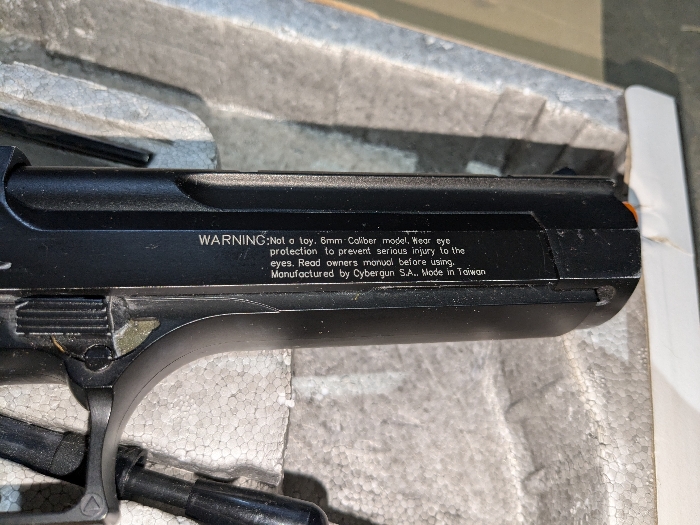 WARNING:Not a toy. 6mm Caliber model. Wear eye
protection to prevent serious injury to the
eyes. Read owners manual before using.
Manufactured by Cybergun S.A., Made in Taiwan